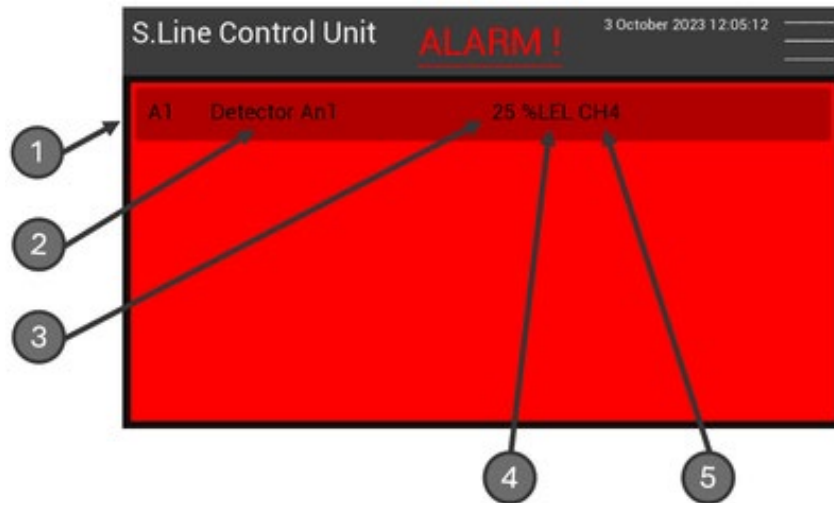 S.Line Control Unit ALARM ! 3 October 2023 12:05:12
A1 Detector An1 25 %LEL CH4
1
2
3
4 5